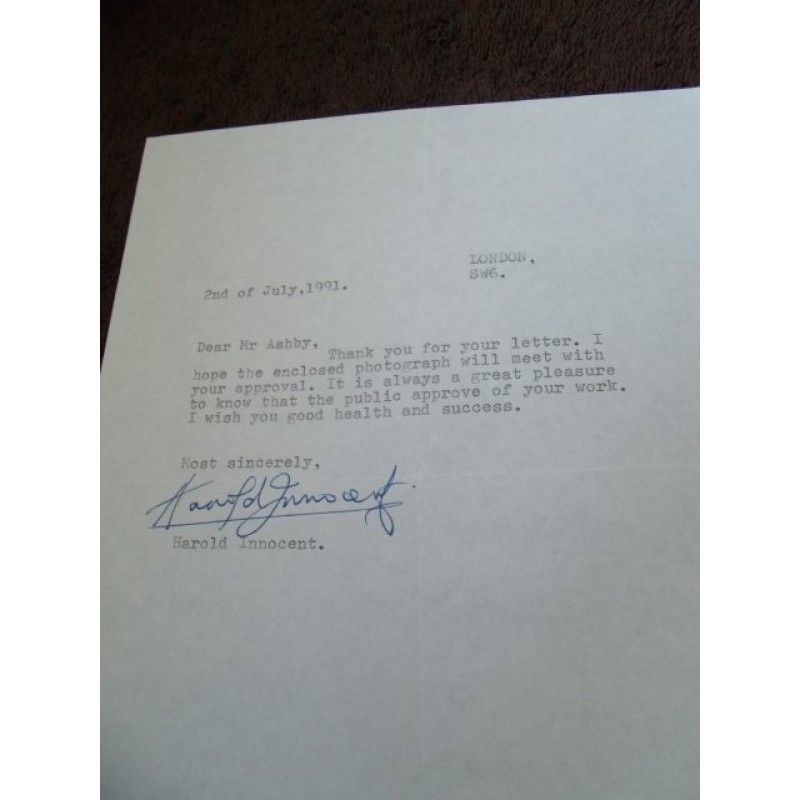 LONDON,
SW6.
2nd of July,1991.
Dear Mr Ashby,
Thank you for your letter. I
hope the enclosed photograph will meet with
your approval. It is always a great pleasure
to know that the public approve of your work.
I wish you good health and success.
Most sincerely,
Harold Innocent
Harold Innocent.